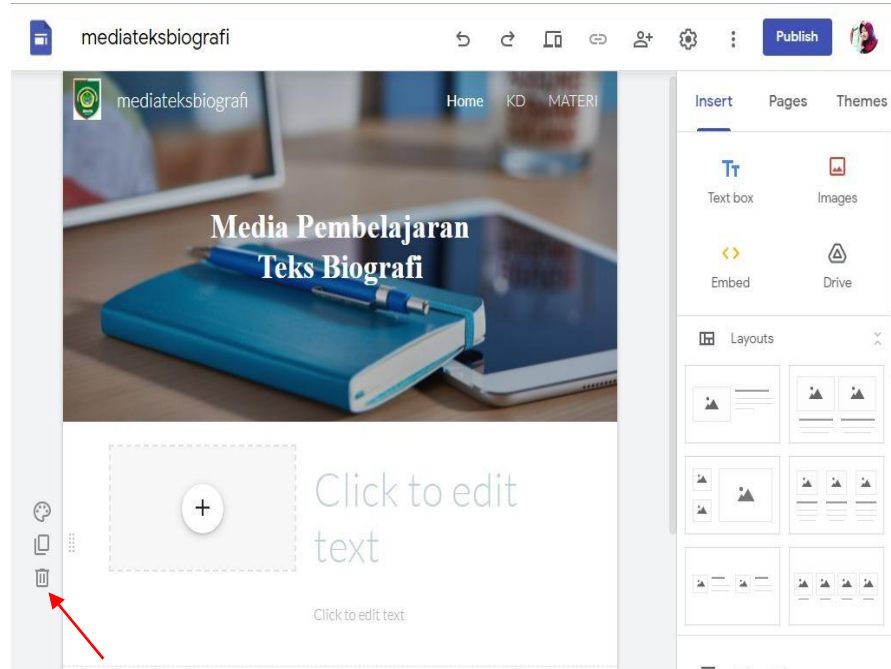 mediateksbiografi
Publish
mediateksbiografi
Home KD MATERI
Insert Pages Themes
Media Pembelajaran
Teks Biografi
Text box Images
Embed Drive
Layouts
Click to edit
text
Click to edit text